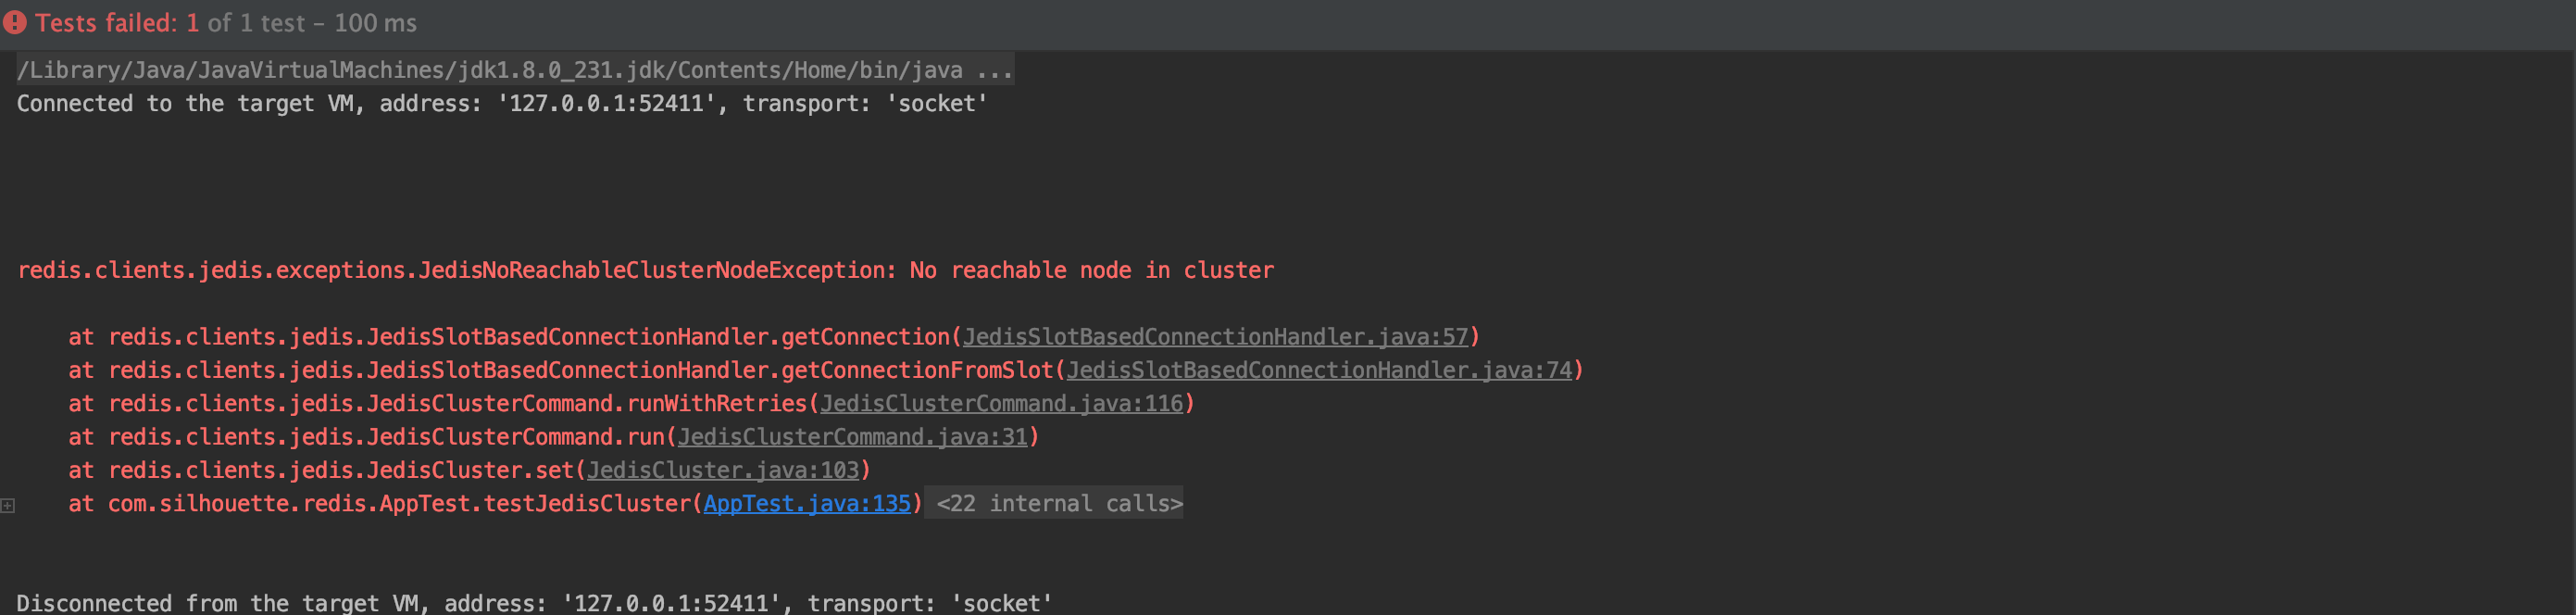 Tests failed: 1 of 1 test – 100 ms
/Library/Java/JavaVirtualMachines/jdk1.8.0_231.jdk/Contents/Home/bin/java ...
Connected to the target VM, address: '127.0.0.1:52411', transport: 'socket'
redis.clients.jedis.exceptions.JedisNoReachableClusterNodeException: No reachable node in cluster
at redis.clients.jedis.JedisSlotBasedConnectionHandler.getConnection(JedisSlotBasedConnectionHandler.java:57)
at redis.clients.jedis.JedisSlotBasedConnectionHandler.getConnectionFromSlot(JedisSlotBasedConnectionHandler.java:74)
at redis.clients.jedis.JedisClusterCommand.runWithRetries(JedisClusterCommand.java:116)
at redis.clients.jedis.JedisClusterCommand.run(JedisClusterCommand.java:31)
at redis.clients.jedis.JedisCluster.set(JedisCluster.java:103)
at com.silhouette.redis.AppTest.testJedisCluster(AppTest.java:135) <22 internal calls>
Disconnected from the target VM, address: '127.0.0.1:52411', transport: 'socket'